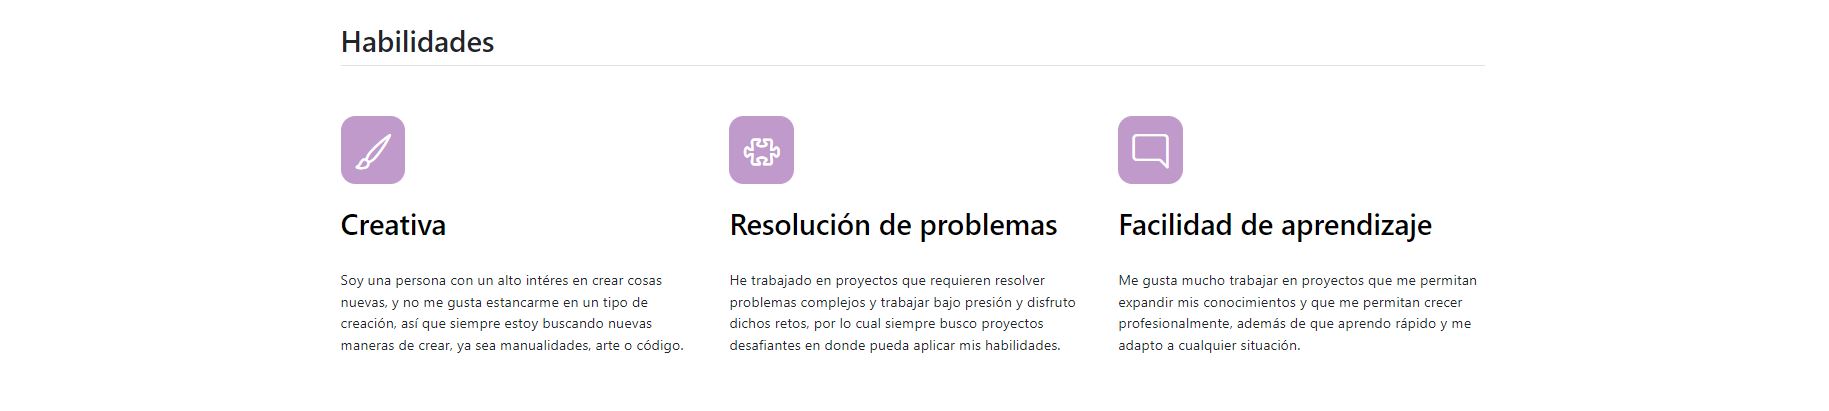 Habilidades
Creativa
Soy una persona con un alto intéres en crear cosas
nuevas, y no me gusta estancarme en un tipo de
creación, así que siempre estoy buscando nuevas
maneras de crear, ya sea manualidades, arte o código.
Resolución de problemas
He trabajado en proyectos que requieren resolver
problemas complejos y trabajar bajo presión y disfruto
dichos retos, por lo cual siempre busco proyectos
desafiantes en donde pueda aplicar mis habilidades.
Facilidad de aprendizaje
Me gusta mucho trabajar en proyectos que me permitan
expandir mis conocimientos y que me permitan crecer
profesionalmente, además de que aprendo rápido y me
adapto a cualquier situación.